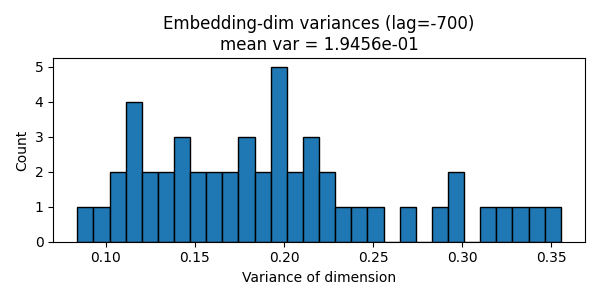 Embedding-dim variances (lag=-700)
mean var = 1.9456e-01
5
4
3
2
1
0
Count
0.10 0.15 0.20 0.25 0.30 0.35
Variance of dimension